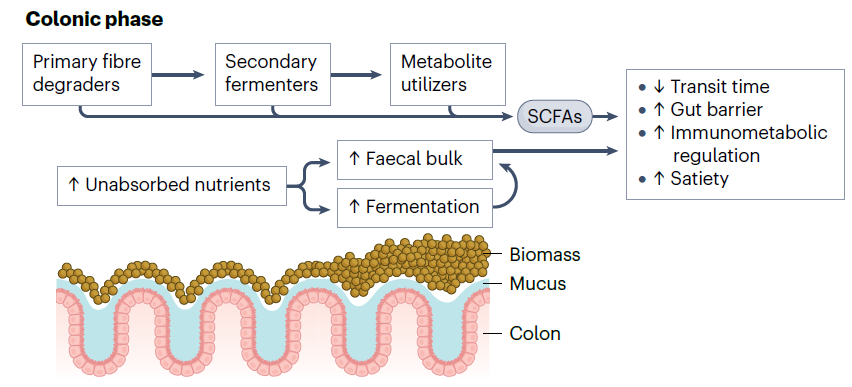 Colonic phase
Primary fibre
degraders
Secondary
fermenters
Metabolite
utilizers
SCFAs
• ↓ Transit time
• ↑ Gut barrier
• ↑ Immunometabolic
regulation
• ↑ Satiety
↑ Unabsorbed nutrients
↑ Faecal bulk
↑ Fermentation
Biomass
Mucus
Colon